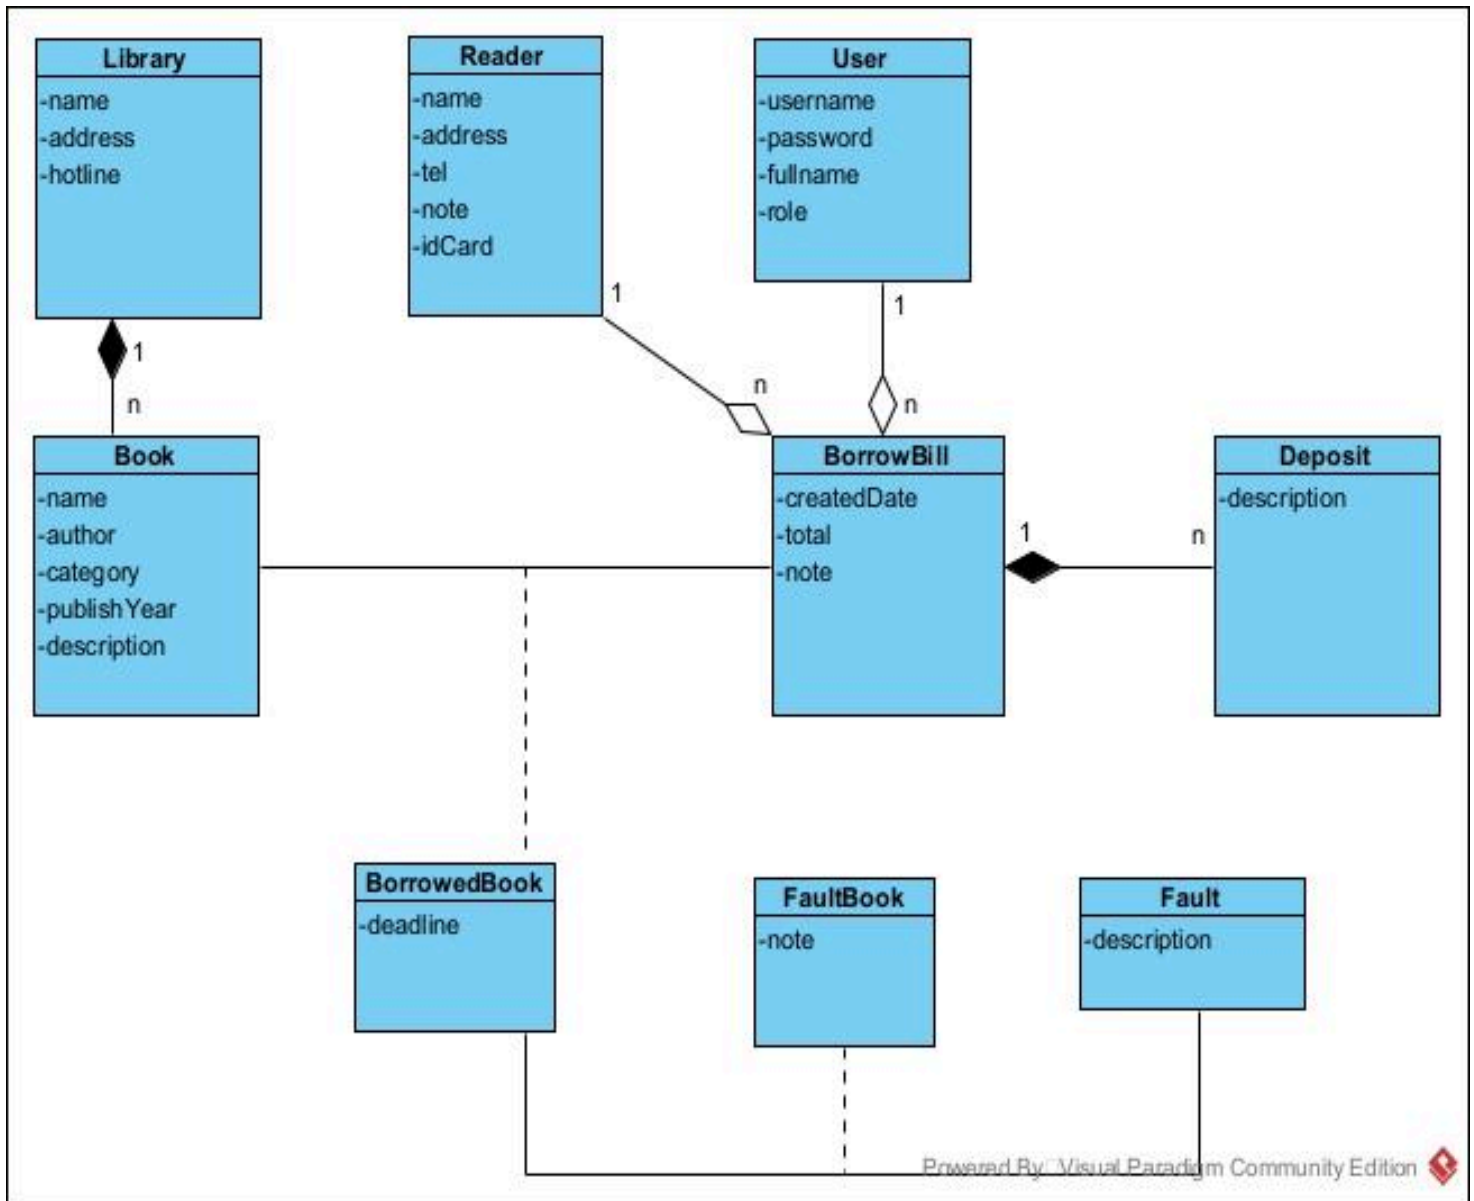 Library
-name
-address
-hotline
Reader
-name
-address
-tel
-note
-idCard
User
-username
-password
-fullname
-role
1
n
1
n
1
n
Book
-name
-author
-category
-publishYear
-description
BorrowBill
-createdDate
-total
-note
1
n
Deposit
-description
BorrowedBook
-deadline
FaultBook
-note
Fault
-description
Powered By Visual Paradigm Community Edition